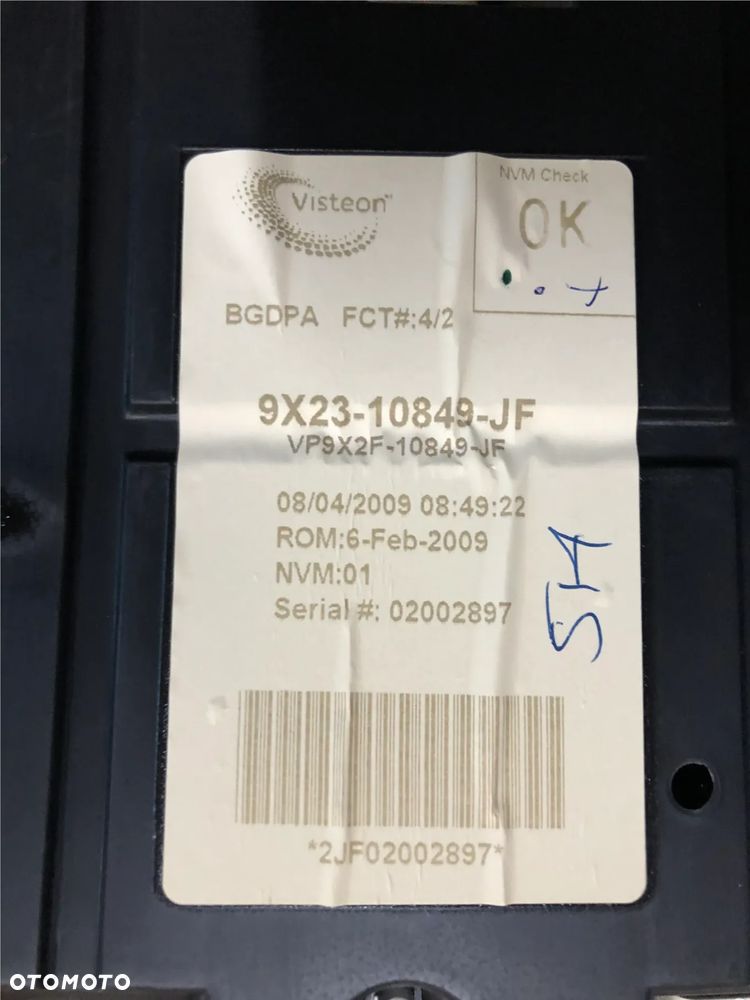 Visteon™
NVM Check
OK
BGDPA FCT#:4/2
9X23-10849-JF
VP9X2F-10849-JF
08/04/2009 08:49:22
ROM:6-Feb-2009
NVM:01
Serial #: 02002897
*2JF02002897*
OTOMOTO